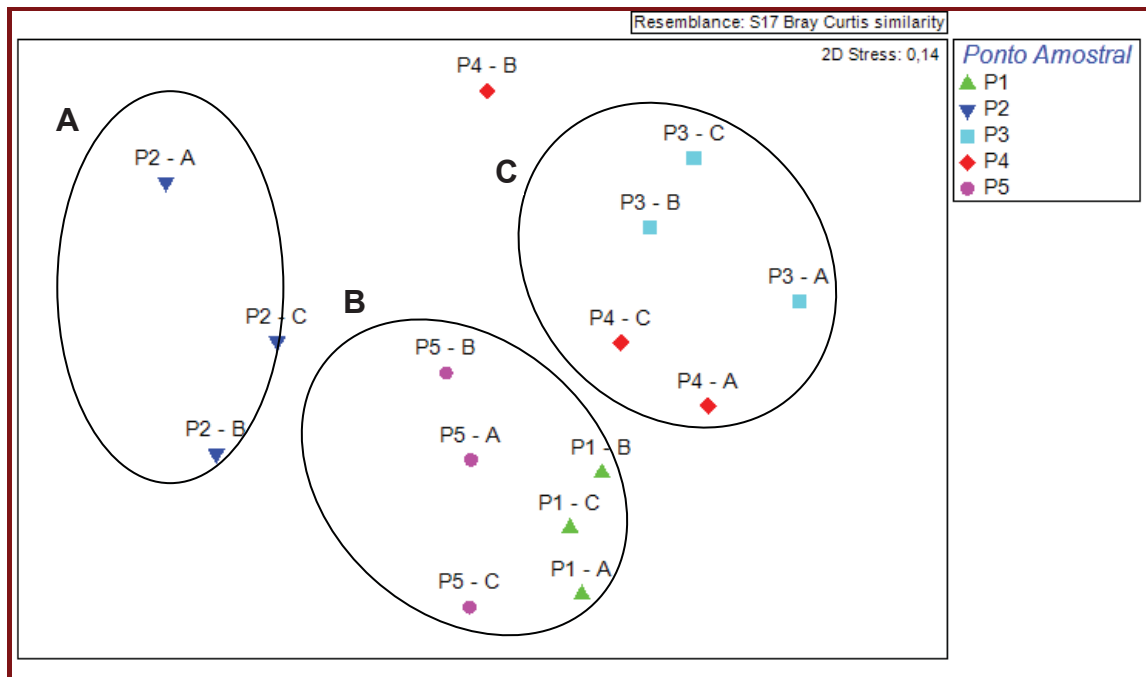 Resemblance: S17 Bray Curtis similarity
2D Stress: 0,14
Ponto Amostral
P1
P2
P3
P4
P5
P4 - B
A
P2 - A
P3 - C
C
P3 - B
P3 - A
B
P2 - C
P4 - C
P5 - B
P4 - A
P2 - B
P5 - A
P1 - B
P1 - C
P1 - A
P5 - C